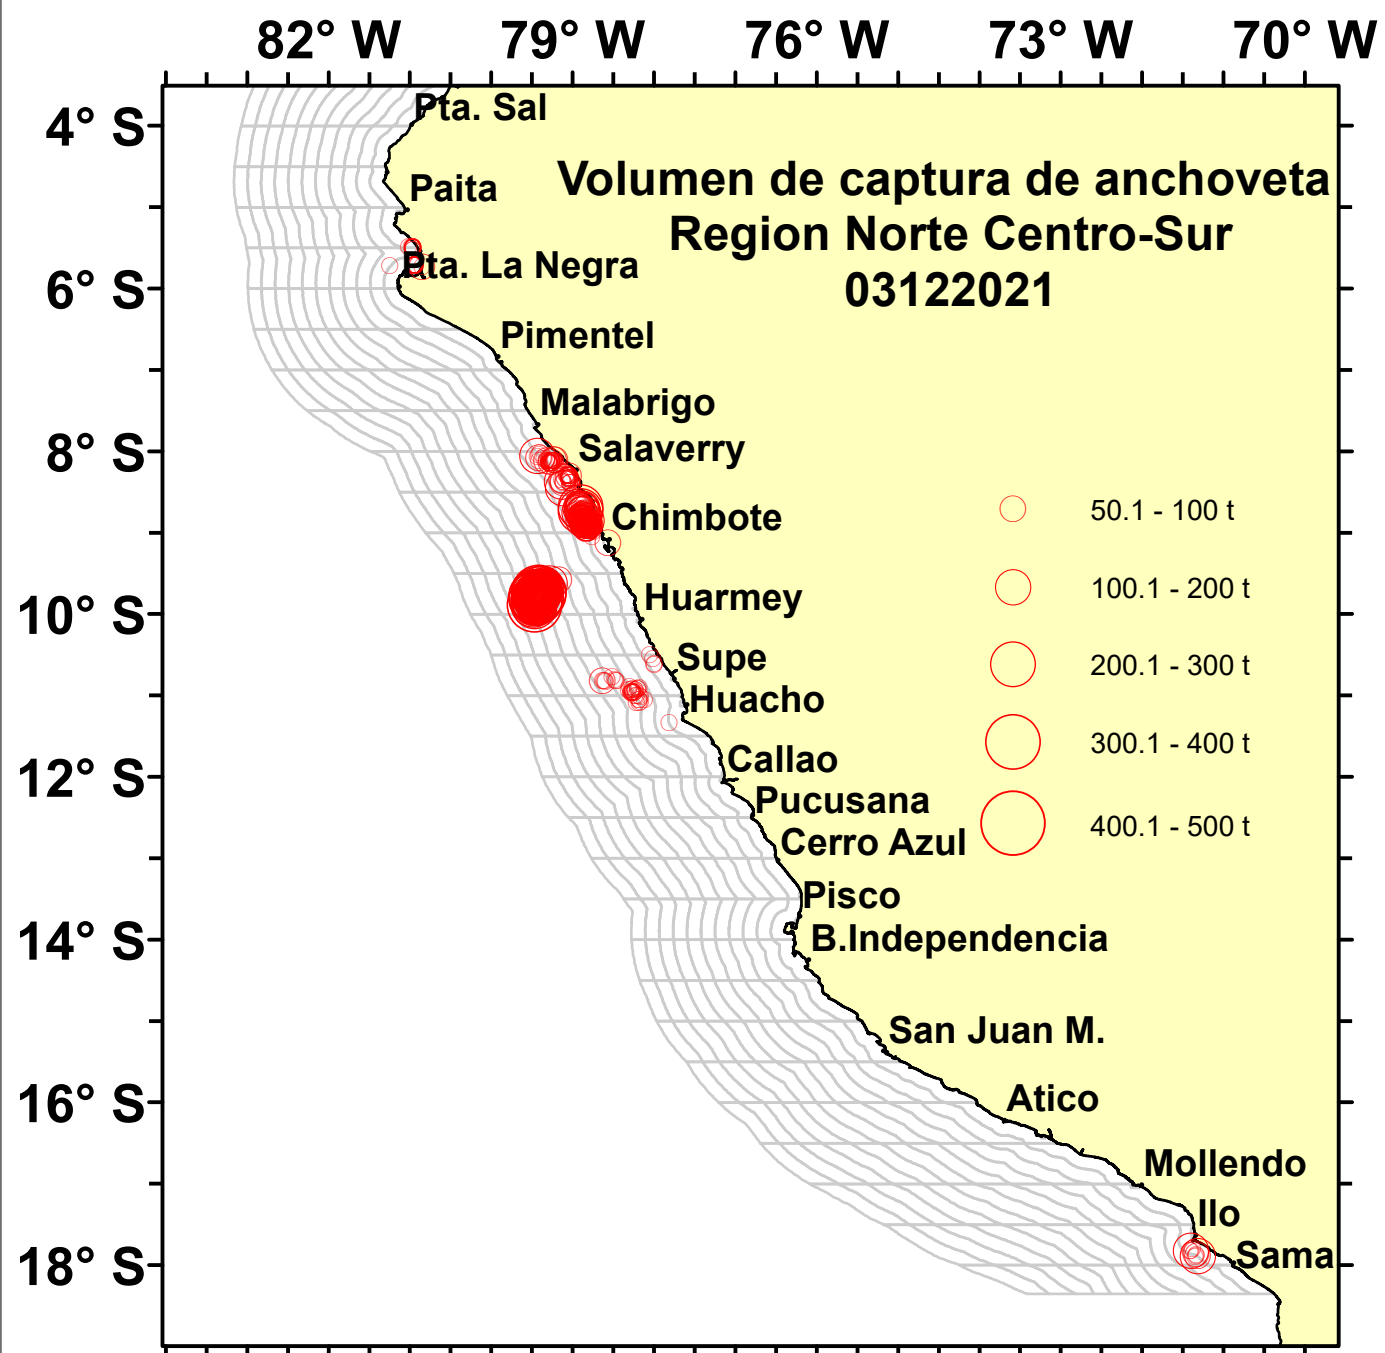 82° W 79° W 76° W 73° W 70° W
4° S
6° S
8° S
10° S
12° S
14° S
16° S
18° S
Volumen de captura de anchoveta
Region Norte Centro-Sur
03122021
Pta. Sal
Paita
Pta. La Negra
Pimentel
Malabrigo
Salaverry
Chimbote
Huarmey
Supe
Huacho
Callao
Pucusana
Cerro Azul
Pisco
B.Independencia
San Juan M.
Atico
Mollendo
Ilo
Sama
50.1 - 100 t
100.1 - 200 t
200.1 - 300 t
300.1 - 400 t
400.1 - 500 t